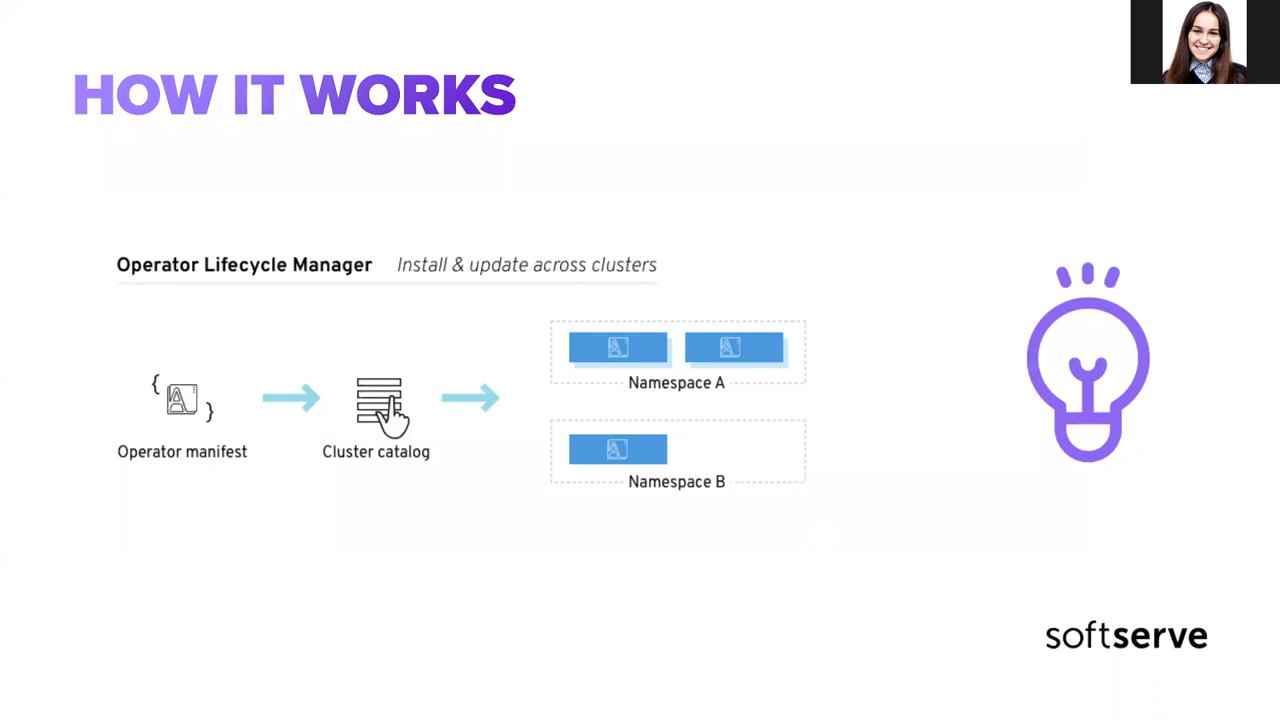 HOW IT WORKS
Operator Lifecycle Manager Install & update across clusters
Namespace A
Operator manifest
Cluster catalog
Namespace B
softserve